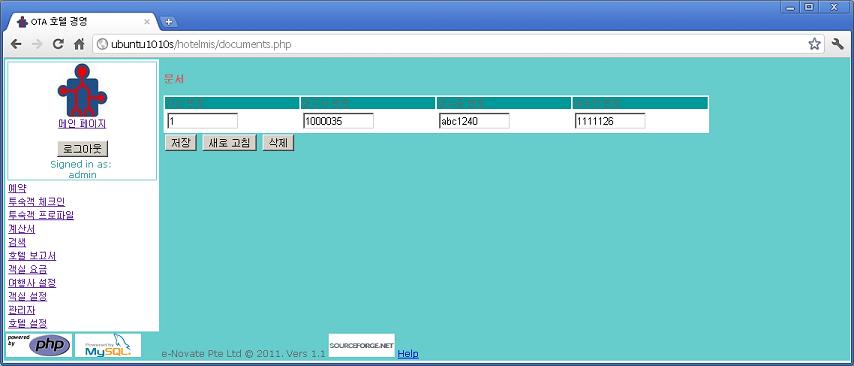 OTA 호텔 경영
ubuntu1010s/hotelmis/documents.php
메인 페이지
로그아웃
Signed in as:
admin
예약
투숙객 체크인
투숙객 프로파일
계산서
검색
호텔 보고서
객실 요금
여행사 설정
객실 설정
관리자
호텔 설정
문서
1 1000035 abc1240 1111126
저장 새로 고침 삭제
powered by php
Powered by MySQL.
e-Novate Pte Ltd © 2011. Vers 1.1 SOURCEFORGE.NET Help